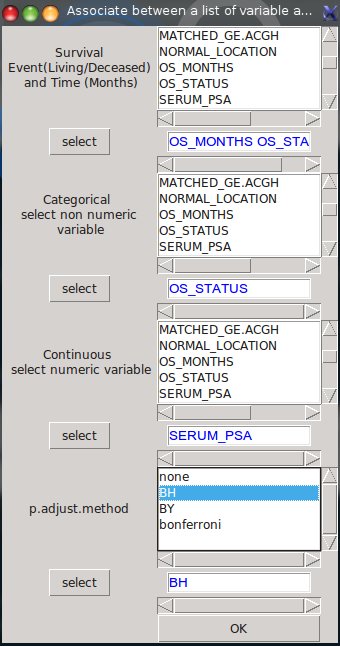 Associate between a list of variable a...
Survival
Event(Living/Deceased)
and Time (Months)
MATCHED_GE.ACGH
NORMAL_LOCATION
OS_MONTHS
OS_STATUS
SERUM_PSA
select
OS_MONTHS OS_STA
Categorical
select non numeric
variable
MATCHED_GE.ACGH
NORMAL_LOCATION
OS_MONTHS
OS_STATUS
SERUM_PSA
select
OS_STATUS
Continuous
select numeric variable
MATCHED_GE.ACGH
NORMAL_LOCATION
OS_MONTHS
OS_STATUS
SERUM_PSA
select
SERUM_PSA
p.adjust.method
none
BH
BY
bonferroni
select
BH
OK